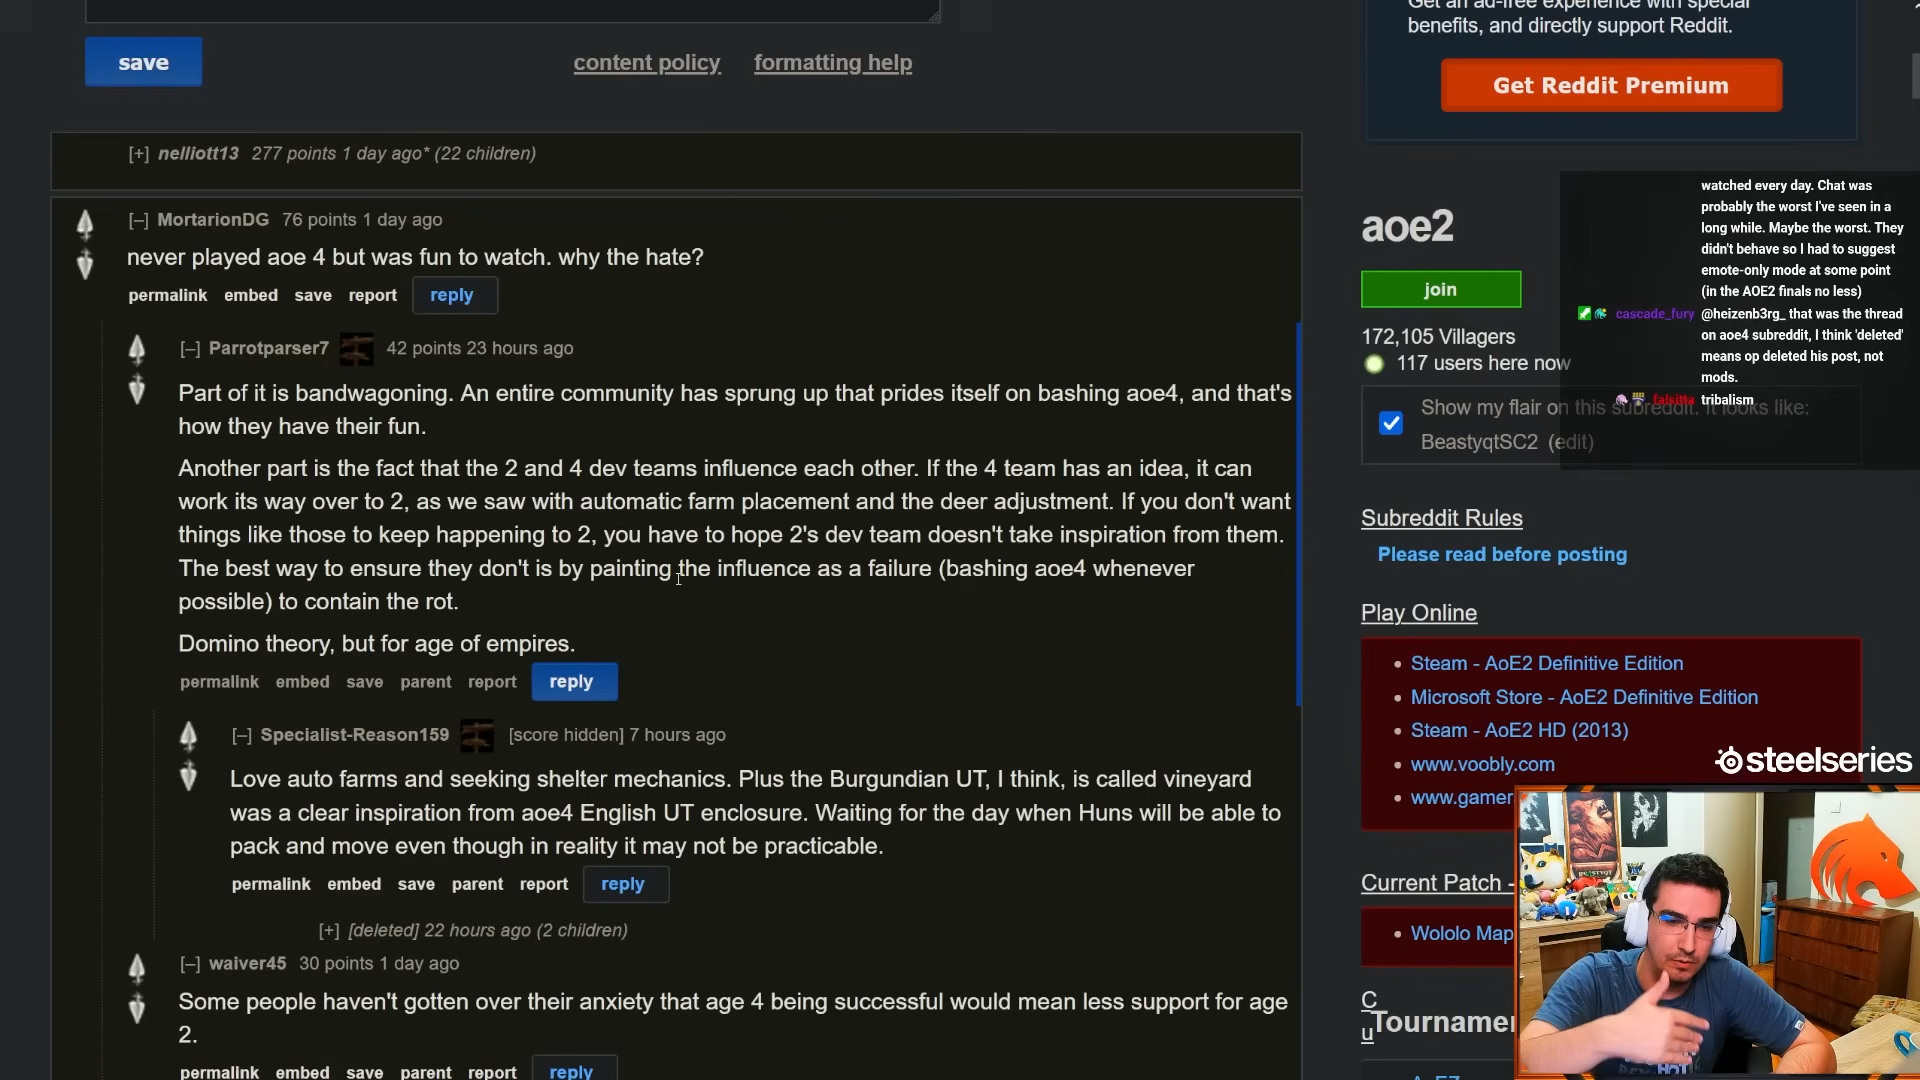 Get an ad-free experience with special
benefits, and directly support Reddit.
save
content policy
formatting help
Get Reddit Premium
[+] nelliott13 277 points 1 day ago* (22 children)
[–] MortarionDG 76 points 1 day ago
never played aoe 4 but was fun to watch. why the hate?
permalink embed save report reply
[–] Parrotparser7 42 points 23 hours ago
Part of it is bandwagoning. An entire community has sprung up that prides itself on bashing aoe4, and that's
how they have their fun.
Another part is the fact that the 2 and 4 dev teams influence each other. If the 4 team has an idea, it can
work its way over to 2, as we saw with automatic farm placement and the deer adjustment. If you don't want
things like those to keep happening to 2, you have to hope 2's dev team doesn't take inspiration from them.
The best way to ensure they don't is by painting the influence as a failure (bashing aoe4 whenever
possible) to contain the rot.
Domino theory, but for age of empires.
permalink embed save parent report reply
[–] Specialist-Reason159 [score hidden] 7 hours ago
Love auto farms and seeking shelter mechanics. Plus the Burgundian UT, I think, is called vineyard
was a clear inspiration from aoe4 English UT enclosure. Waiting for the day when Huns will be able to
pack and move even though in reality it may not be practicable.
permalink embed save parent report reply
[+] [deleted] 22 hours ago (2 children)
[–] waiver45 30 points 1 day ago
Some people haven't gotten over their anxiety that age 4 being successful would mean less support for age
2.
permalink embed save parent report reply
aoe2
join
172,105 Villagers
117 users here now
Show my flair on this subreddit. It looks like:
BeastyqtSC2 (edit)
watched every day. Chat was
probably the worst I've seen in a
long while. Maybe the worst. They
didn't behave so I had to suggest
emote-only mode at some point
(in the AOE2 finals no less)
cascade_fury @heizenb3rg_ that was the thread
on aoe4 subreddit, I think 'deleted'
means op deleted his post, not
mods.
falsitta tribalism
Subreddit Rules
Please read before posting
Play Online
Steam - AoE2 Definitive Edition
Microsoft Store - AoE2 Definitive Edition
Steam - AoE2 HD (2013)
www.voobly.com
www.gamer
steelseries
Current Patch -
Wololo Map
C
u
Tourname